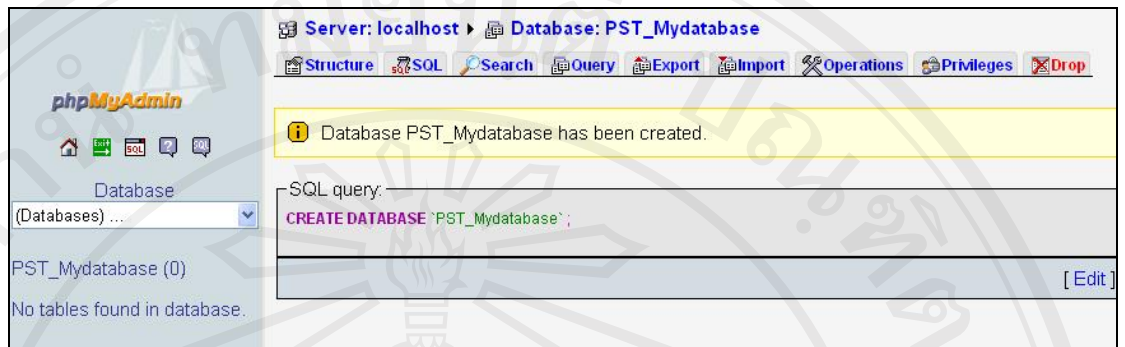 Server: localhost ▸ Database: PST_Mydatabase
Structure SQL Search Query Export Import Operations Privileges Drop
phpMyAdmin
Database PST_Mydatabase has been created.
Database
(Databases) ...
SQL query:
CREATE DATABASE `PST_Mydatabase` ;
PST_Mydatabase (0)
[ Edit ]
No tables found in database.